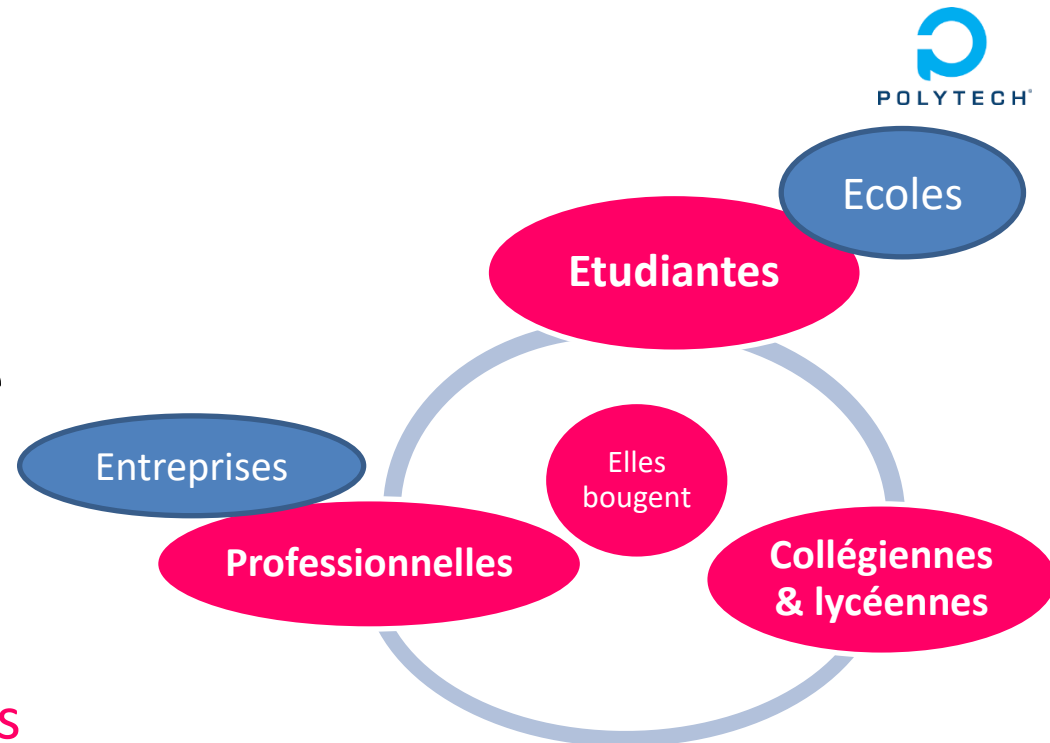 POLYTECH
Ecoles
Etudiantes
e
Entreprises
Elles
bougent
Professionnelles
Collégiennes
& lycéennes
s